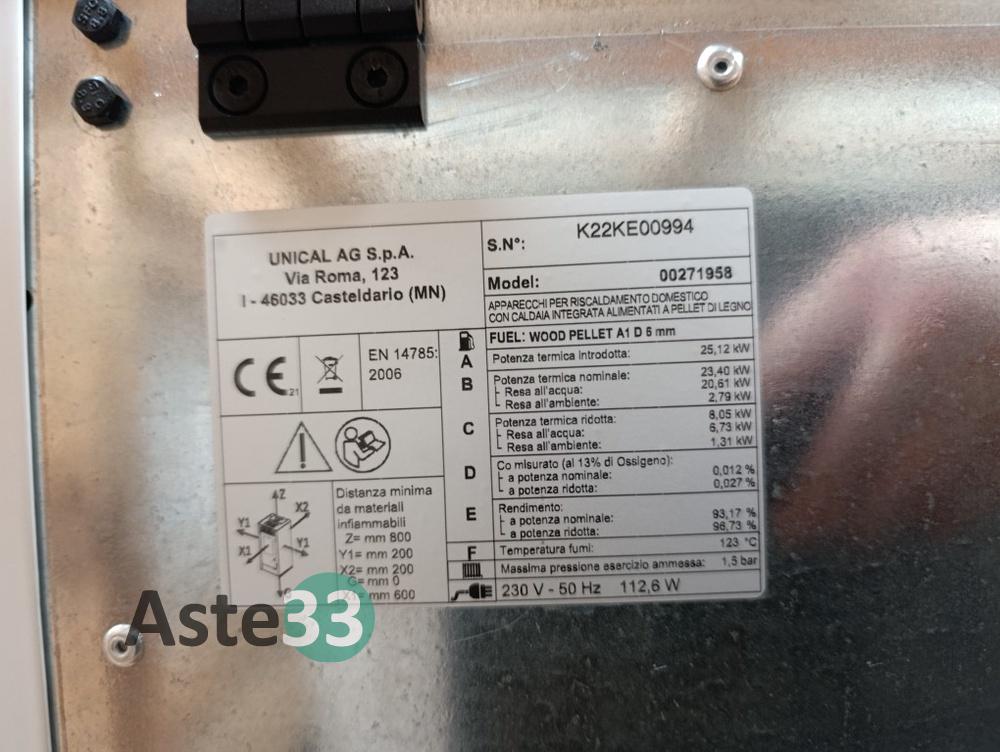 UNICAL AG S.p.A.
Via Roma, 123
I - 46033 Casteldario (MN)
S.N°: K22KE00994
Model: 00271958
APPARECCHI PER RISCALDAMENTO DOMESTICO
CON CALDAIA INTEGRATA ALIMENTATI A PELLET DI LEGNO
CE 21
EN 14785:
2006
FUEL: WOOD PELLET A1 D 6 mm
A Potenza termica introdotta: 25,12 kW
B Potenza termica nominale: 23,40 kW
Resa all'acqua: 20,61 kW
Resa all'ambiente: 2,79 kW
C Potenza termica ridotta: 8,05 kW
Resa all'acqua: 6,73 kW
Resa all'ambiente: 1,31 kW
D Co misurato (al 13% di Ossigeno):
a potenza nominale: 0,012 %
a potenza ridotta: 0,027 %
E Rendimento:
a potenza nominale: 93,17 %
a potenza ridotta: 96,73 %
F Temperatura fumi: 123 °C
Massima pressione esercizio ammessa: 1,5 bar
230 V - 50 Hz 112,6 W
Z
X2
Y1
X1
Y1
G
Distanza minima
da materiali
infiammabili
Z= mm 800
Y1= mm 200
X2= mm 200
G= mm 0
X1= mm 600
Aste33